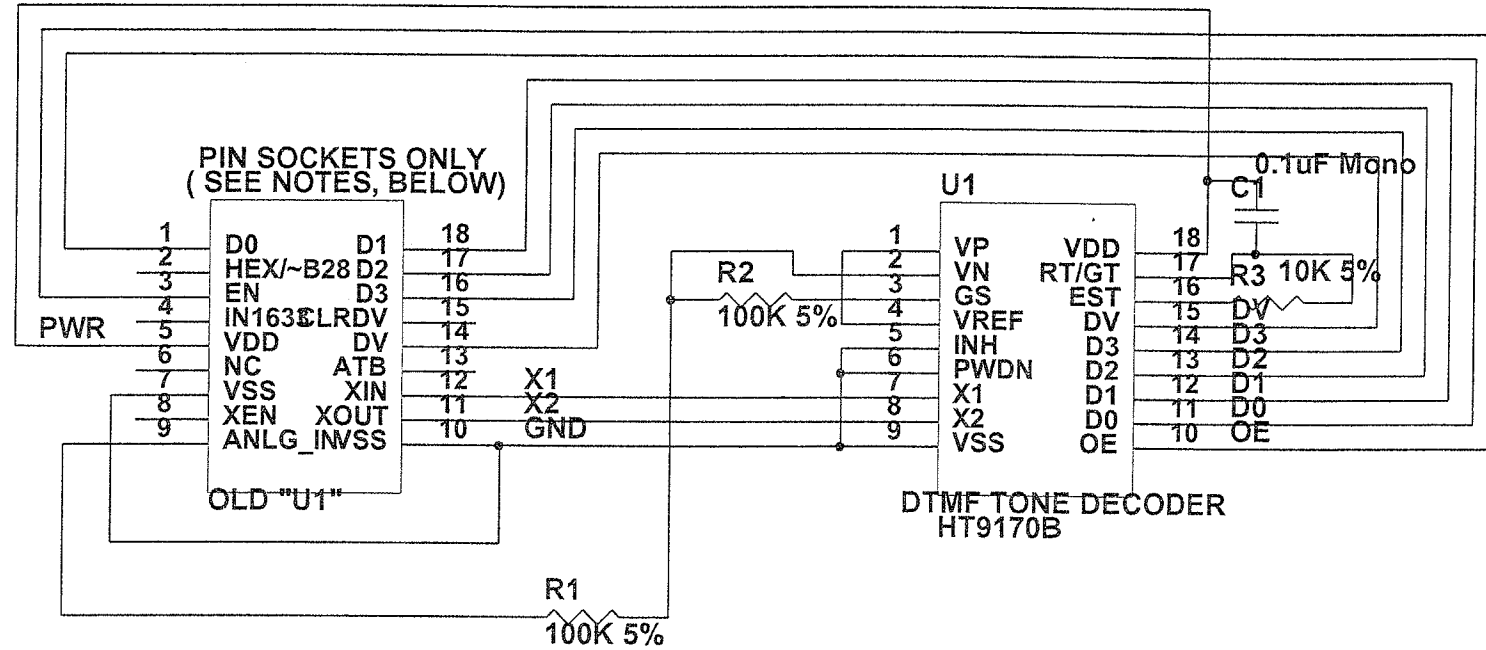 PIN SOCKETS ONLY
( SEE NOTES, BELOW)
1 D0 D1 18
2 HEX/~B28 D2 17
3 EN D3 16
4 IN1633 CLRDV 15
PWR 5 VDD DV 14
6 NC ATB 13
7 VSS XIN 12 X1
8 XEN XOUT 11 X2
9 ANLG_IN VSS 10 GND
OLD "U1"
R1
100K 5%
R2
100K 5%
U1
0.1uF Mono
C1
1 VP VDD 18
2 VN RT/GT 17 R3 10K 5%
3 GS EST 16
4 VREF DV 15 DV
5 INH D3 14 D3
6 PWDN D2 13 D2
7 X1 D1 12 D1
8 X2 D0 11 D0
9 VSS OE 10 OE
DTMF TONE DECODER
HT9170B